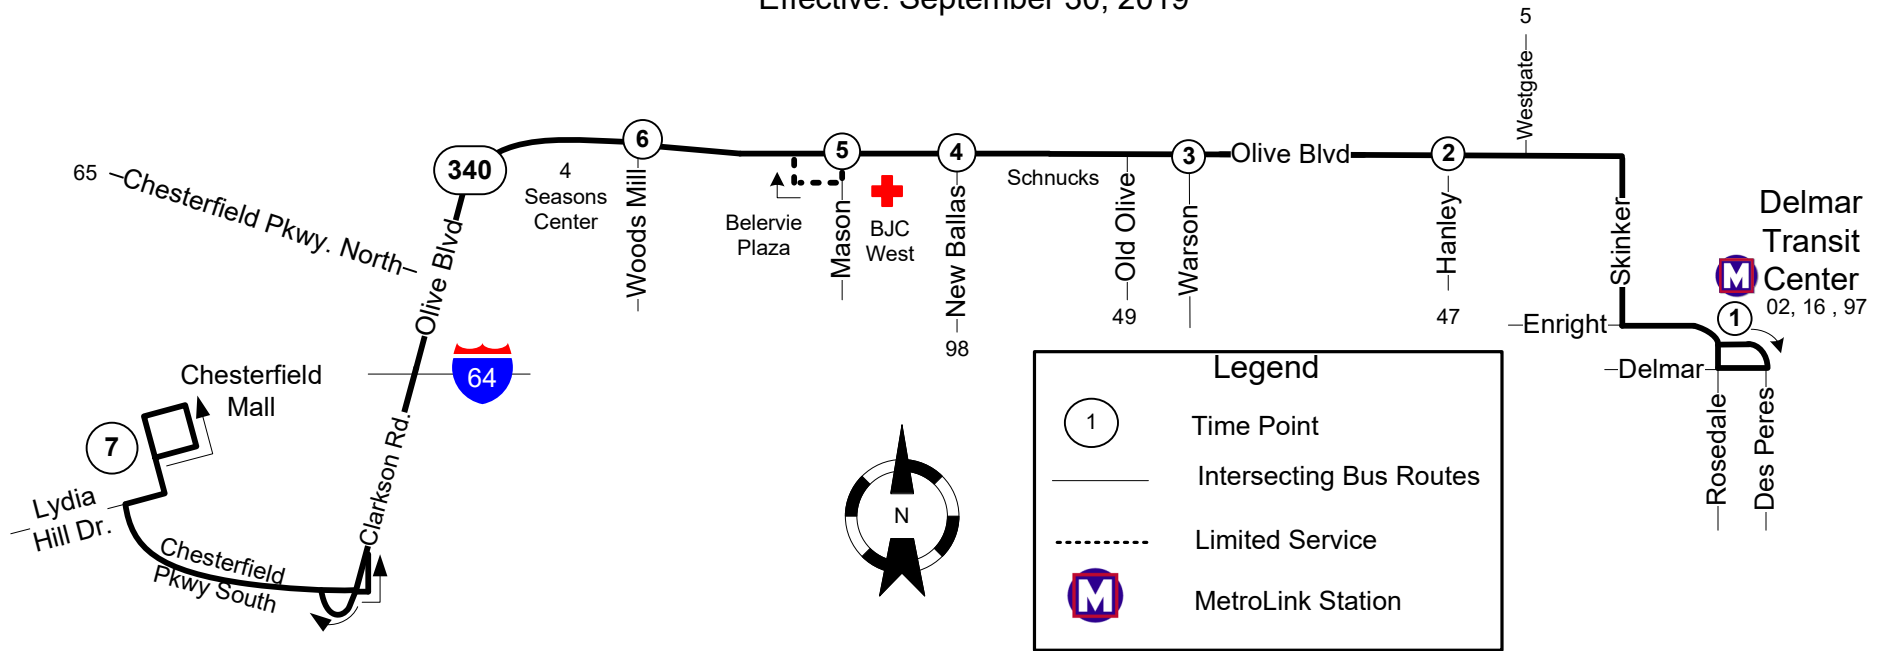 Effective: September 30, 2019
5
Westgate
65
Chesterfield Pkwy. North
340
6
5
4
3
Olive Blvd
2
4
Seasons
Center
Woods Mill
Belervie
Plaza
Mason
BJC
West
New Ballas
98
Schnucks
Old Olive
49
Warson
Hanley
47
Skinker
Delmar
Transit
Center
02, 16 , 97
M
1
Enright
Delmar
Rosedale
Des Peres
Olive Blvd
64
Chesterfield
Mall
7
Clarkson Rd.
Lydia
Hill Dr.
Chesterfield
Pkwy South
N
Legend
1
Time Point
Intersecting Bus Routes
Limited Service
M
MetroLink Station